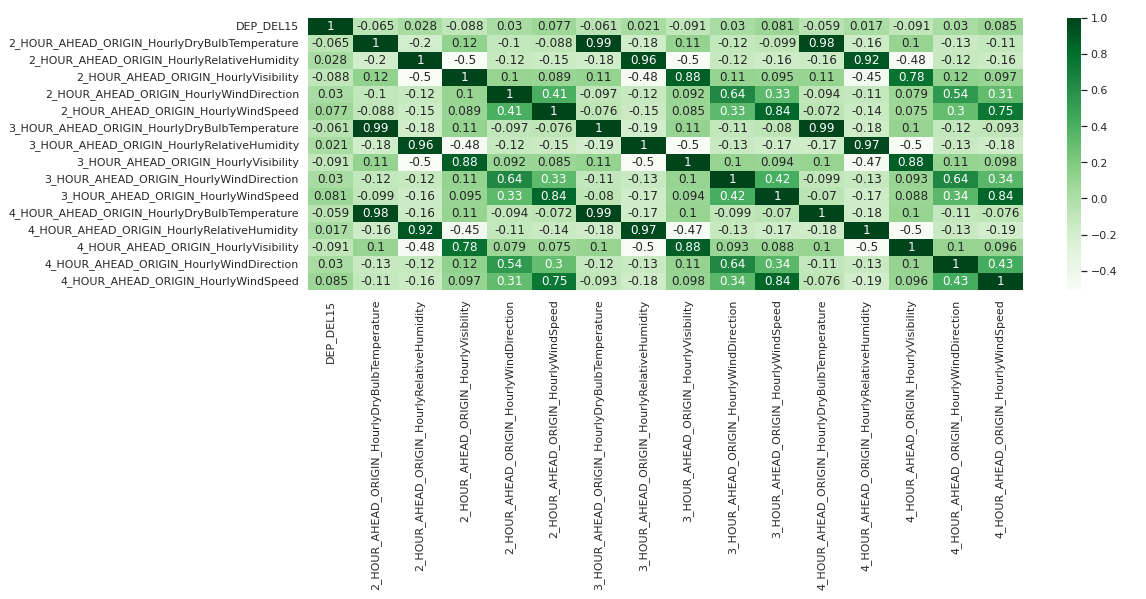 DEP_DEL15 1 -0.065 0.028 -0.088 0.03 0.077 -0.061 0.021 -0.091 0.03 0.081 -0.059 0.017 -0.091 0.03 0.085 1.0
2_HOUR_AHEAD_ORIGIN_HourlyDryBulbTemperature -0.065 1 -0.2 0.12 -0.1 -0.088 0.99 -0.18 0.11 -0.12 -0.099 0.98 -0.16 0.1 -0.13 -0.11
2_HOUR_AHEAD_ORIGIN_HourlyRelativeHumidity 0.028 -0.2 1 -0.5 -0.12 -0.15 -0.18 0.96 -0.5 -0.12 -0.16 -0.16 0.92 -0.48 -0.12 -0.16 0.8
2_HOUR_AHEAD_ORIGIN_HourlyVisibility -0.088 0.12 -0.5 1 0.1 0.089 0.11 -0.48 0.88 0.11 0.095 0.11 -0.45 0.78 0.12 0.097
2_HOUR_AHEAD_ORIGIN_HourlyWindDirection 0.03 -0.1 -0.12 0.1 1 0.41 -0.097 -0.12 0.092 0.64 0.33 -0.094 -0.11 0.079 0.54 0.31 0.6
2_HOUR_AHEAD_ORIGIN_HourlyWindSpeed 0.077 -0.088 -0.15 0.089 0.41 1 -0.076 -0.15 0.085 0.33 0.84 -0.072 -0.14 0.075 0.3 0.75
3_HOUR_AHEAD_ORIGIN_HourlyDryBulbTemperature -0.061 0.99 -0.18 0.11 -0.097 -0.076 1 -0.19 0.11 -0.11 -0.08 0.99 -0.18 0.1 -0.12 -0.093 0.4
3_HOUR_AHEAD_ORIGIN_HourlyRelativeHumidity 0.021 -0.18 0.96 -0.48 -0.12 -0.15 -0.19 1 -0.5 -0.13 -0.17 -0.17 0.97 -0.5 -0.13 -0.18
3_HOUR_AHEAD_ORIGIN_HourlyVisibility -0.091 0.11 -0.5 0.88 0.092 0.085 0.11 -0.5 1 0.1 0.094 0.1 -0.47 0.88 0.11 0.098 0.2
3_HOUR_AHEAD_ORIGIN_HourlyWindDirection 0.03 -0.12 -0.12 0.11 0.64 0.33 -0.11 -0.13 0.1 1 0.42 -0.099 -0.13 0.093 0.64 0.34
3_HOUR_AHEAD_ORIGIN_HourlyWindSpeed 0.081 -0.099 -0.16 0.095 0.33 0.84 -0.08 -0.17 0.094 0.42 1 -0.07 -0.17 0.088 0.34 0.84 0.0
4_HOUR_AHEAD_ORIGIN_HourlyDryBulbTemperature -0.059 0.98 -0.16 0.11 -0.094 -0.072 0.99 -0.17 0.1 -0.099 -0.07 1 -0.18 0.1 -0.11 -0.076
4_HOUR_AHEAD_ORIGIN_HourlyRelativeHumidity 0.017 -0.16 0.92 -0.45 -0.11 -0.14 -0.18 0.97 -0.47 -0.13 -0.17 -0.18 1 -0.5 -0.13 -0.19 −0.2
4_HOUR_AHEAD_ORIGIN_HourlyVisibility -0.091 0.1 -0.48 0.78 0.079 0.075 0.1 -0.5 0.88 0.093 0.088 0.1 -0.5 1 0.1 0.096
4_HOUR_AHEAD_ORIGIN_HourlyWindDirection 0.03 -0.13 -0.12 0.12 0.54 0.3 -0.12 -0.13 0.11 0.64 0.34 -0.11 -0.13 0.1 1 0.43 −0.4
4_HOUR_AHEAD_ORIGIN_HourlyWindSpeed 0.085 -0.11 -0.16 0.097 0.31 0.75 -0.093 -0.18 0.098 0.34 0.84 -0.076 -0.19 0.096 0.43 1
DEP_DEL15
2_HOUR_AHEAD_ORIGIN_HourlyDryBulbTemperature
2_HOUR_AHEAD_ORIGIN_HourlyRelativeHumidity
2_HOUR_AHEAD_ORIGIN_HourlyVisibility
2_HOUR_AHEAD_ORIGIN_HourlyWindDirection
2_HOUR_AHEAD_ORIGIN_HourlyWindSpeed
3_HOUR_AHEAD_ORIGIN_HourlyDryBulbTemperature
3_HOUR_AHEAD_ORIGIN_HourlyRelativeHumidity
3_HOUR_AHEAD_ORIGIN_HourlyVisibility
3_HOUR_AHEAD_ORIGIN_HourlyWindDirection
3_HOUR_AHEAD_ORIGIN_HourlyWindSpeed
4_HOUR_AHEAD_ORIGIN_HourlyDryBulbTemperature
4_HOUR_AHEAD_ORIGIN_HourlyRelativeHumidity
4_HOUR_AHEAD_ORIGIN_HourlyVisibility
4_HOUR_AHEAD_ORIGIN_HourlyWindDirection
4_HOUR_AHEAD_ORIGIN_HourlyWindSpeed